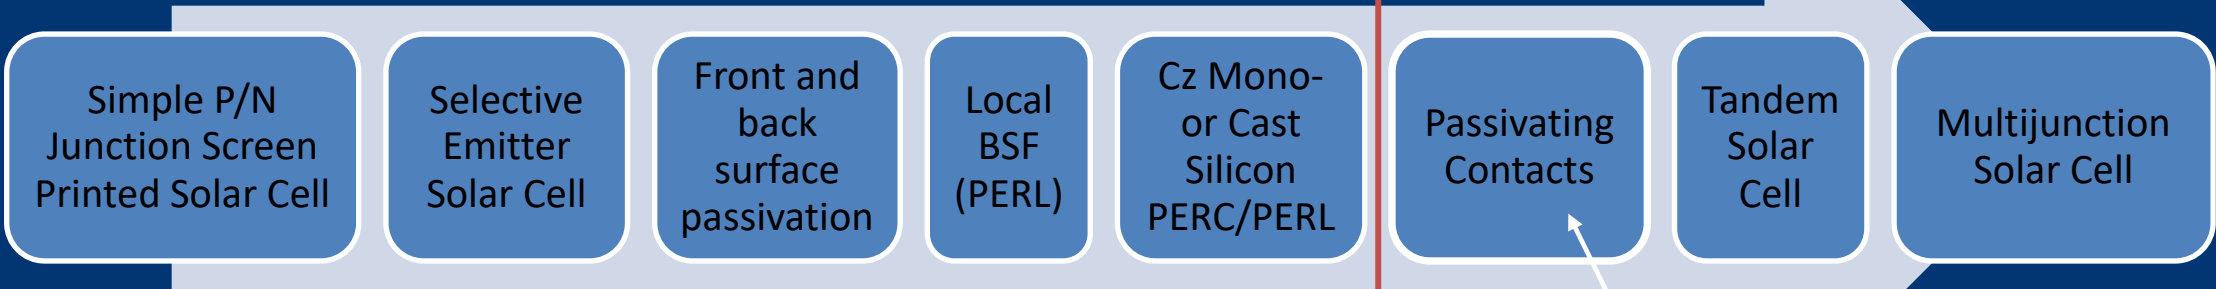 Simple P/N
Junction Screen
Printed Solar Cell
Selective
Emitter
Solar Cell
Front and
back
surface
passivation
Local
BSF
(PERL)
Cz Mono-
or Cast
Silicon
PERC/PERL
Passivating
Contacts
Tandem
Solar
Cell
Multijunction
Solar Cell